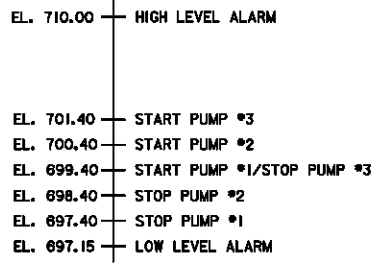 EL. 710.00 HIGH LEVEL ALARM
EL. 701.40 START PUMP #3
EL. 700.40 START PUMP #2
EL. 699.40 START PUMP #1/STOP PUMP #3
EL. 698.40 STOP PUMP #2
EL. 697.40 STOP PUMP #1
EL. 697.15 LOW LEVEL ALARM